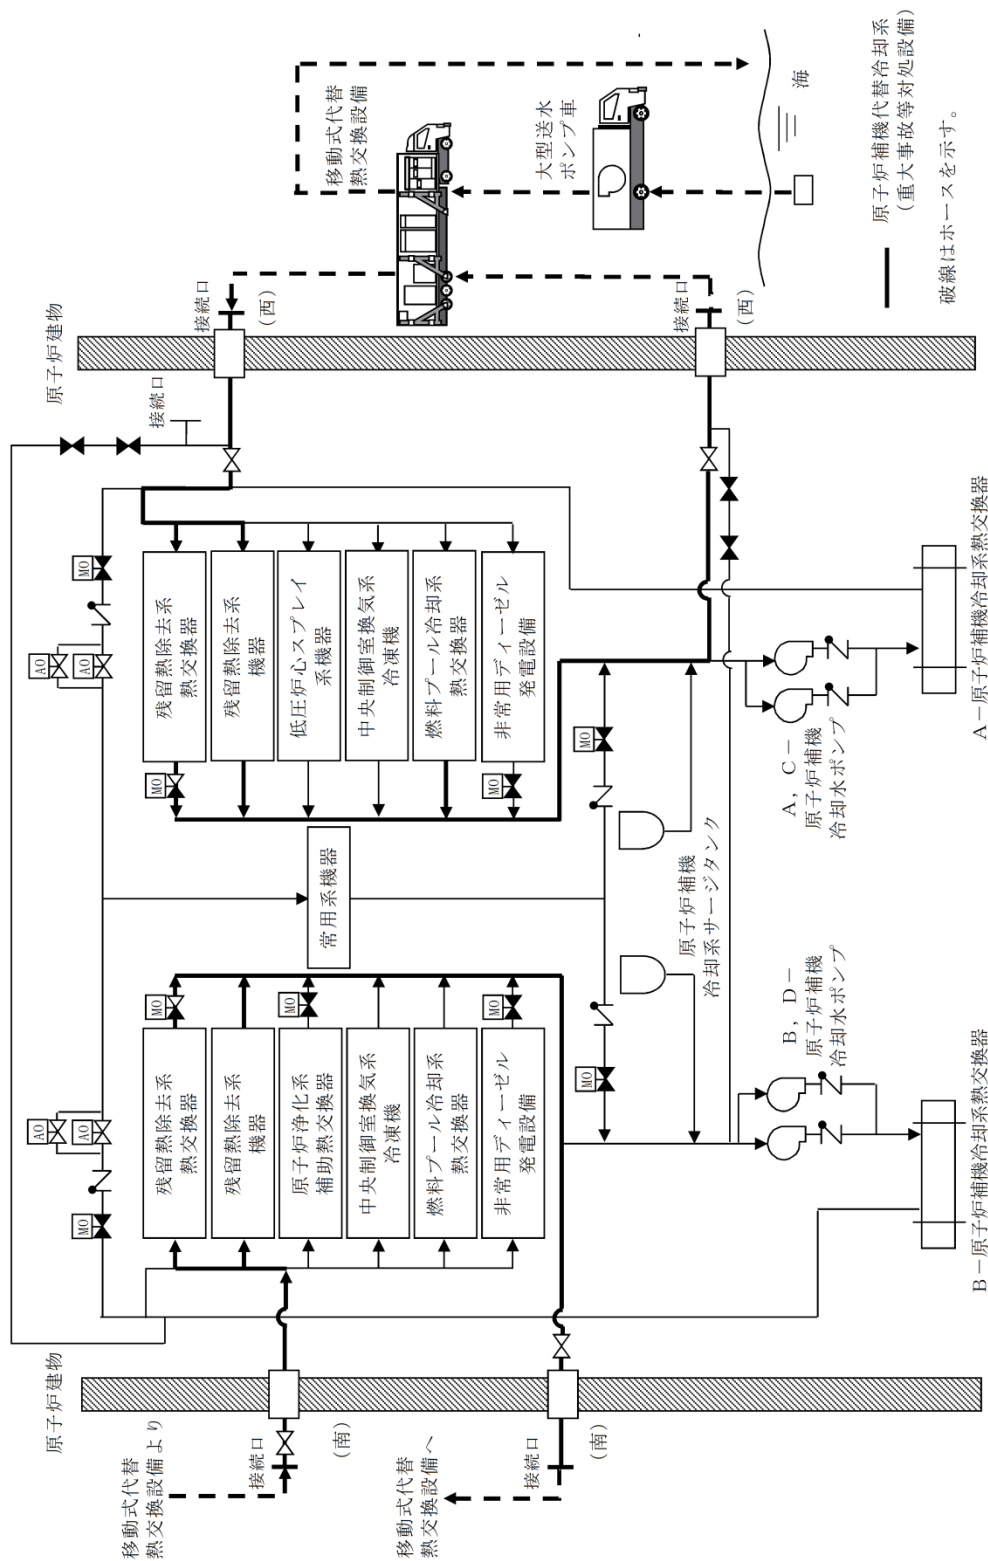 原子炉建物
移動式代替
熱交換設備
大型送水
ポンプ車
海
接続口
(西)
接続口
(西)
接続口
原子炉補機代替冷却系
(重大事故等対処設備)
破線はホースを示す。
MO
AO
AO
残留熱除去系
熱交換器
残留熱除去系
機器
低圧炉心スプレイ
系機器
中央制御室換気系
冷凍機
燃料プール冷却系
熱交換器
非常用ディーゼル
発電設備
MO
MO
MO
A,C-
原子炉補機
冷却水ポンプ
A-原子炉補機冷却系熱交換器
常用系機器
原子炉補機
冷却系サージタンク
AO
AO
MO
MO
MO
MO
MO
残留熱除去系
熱交換器
残留熱除去系
機器
原子炉浄化系
補助熱交換器
中央制御室換気系
冷凍機
燃料プール冷却系
熱交換器
非常用ディーゼル
発電設備
B,D-
原子炉補機
冷却水ポンプ
B-原子炉補機冷却系熱交換器
原子炉建物
移動式代替
熱交換設備より
接続口
(南)
移動式代替
熱交換設備へ
接続口
(南)